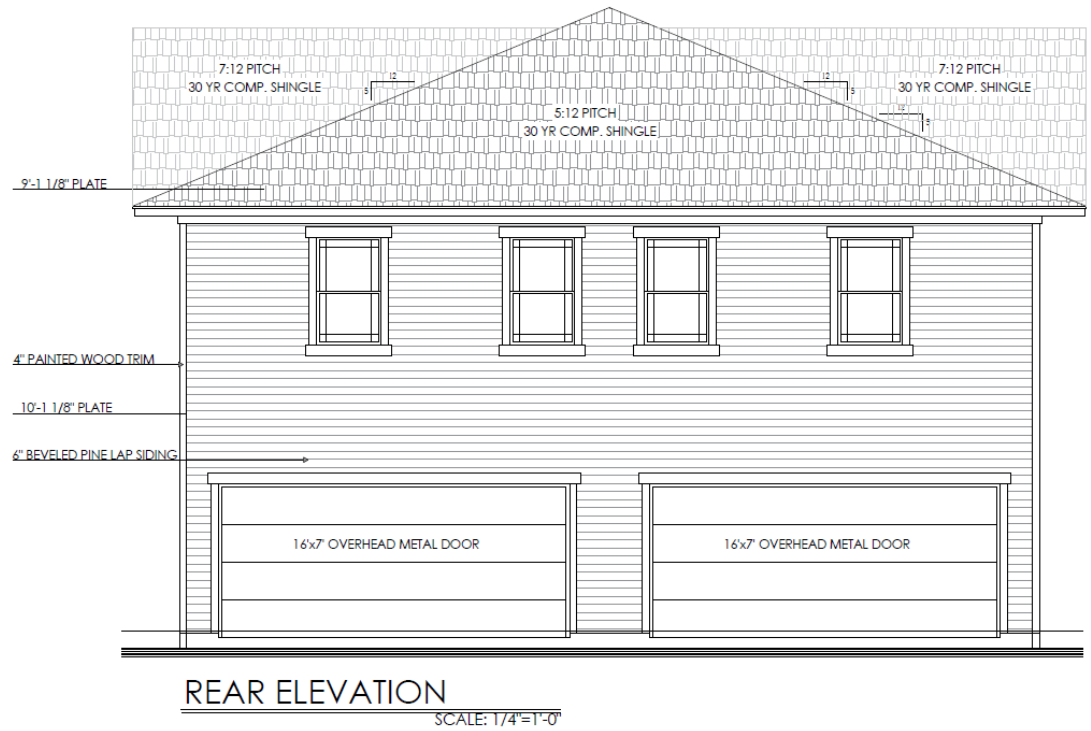 7:12 PITCH
30 YR COMP. SHINGLE
12
5
5:12 PITCH
30 YR COMP. SHINGLE
12
5
7:12 PITCH
30 YR COMP. SHINGLE
12
5
9'-1 1/8" PLATE
4" PAINTED WOOD TRIM
10'-1 1/8" PLATE
6" BEVELED PINE LAP SIDING
16'x7' OVERHEAD METAL DOOR
16'x7' OVERHEAD METAL DOOR
REAR ELEVATION
SCALE: 1/4"=1'-0"